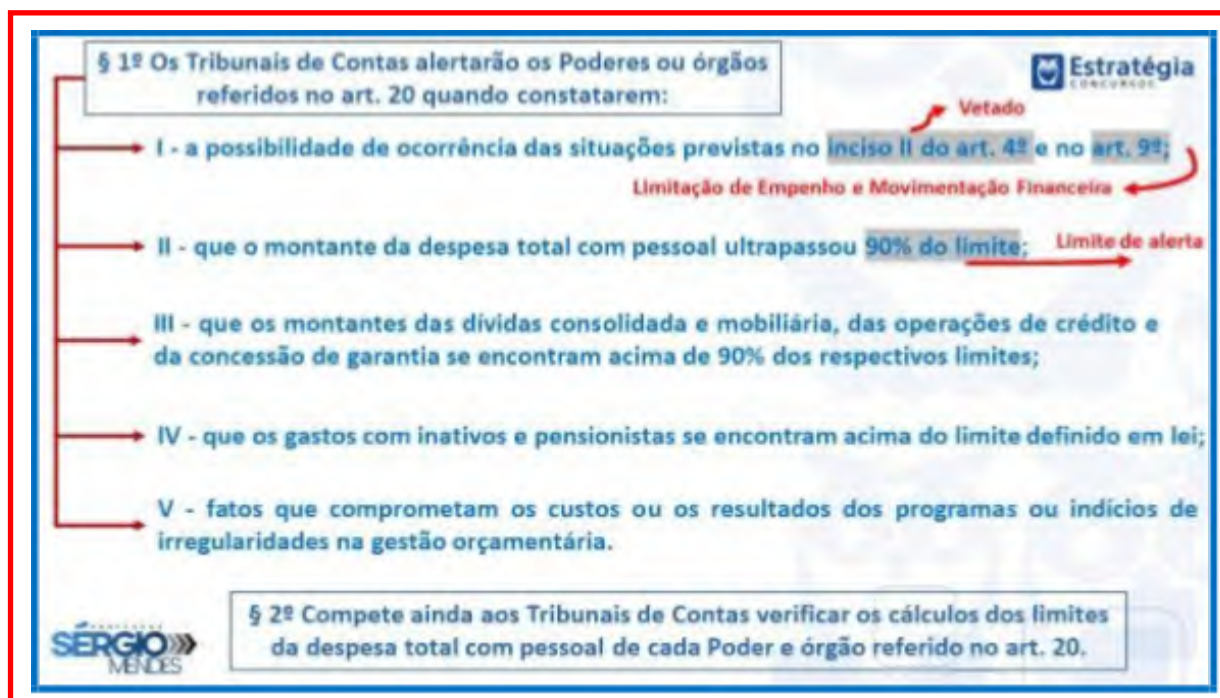 § 1º Os Tribunais de Contas alertarão os Poderes ou órgãos
referidos no art. 20 quando constatarem:
Estratégia
CONCURSOS
Vetado
I - a possibilidade de ocorrência das situações previstas no inciso II do art. 4º e no art. 9º;
Limitação de Empenho e Movimentação Financeira
II - que o montante da despesa total com pessoal ultrapassou 90% do limite;
Limite de alerta
III - que os montantes das dívidas consolidada e mobiliária, das operações de crédito e
da concessão de garantia se encontram acima de 90% dos respectivos limites;
IV - que os gastos com inativos e pensionistas se encontram acima do limite definido em lei;
V - fatos que comprometam os custos ou os resultados dos programas ou indícios de
irregularidades na gestão orçamentária.
§ 2º Compete ainda aos Tribunais de Contas verificar os cálculos dos limites
da despesa total com pessoal de cada Poder e órgão referido no art. 20.
SÉRGIO
MENDES